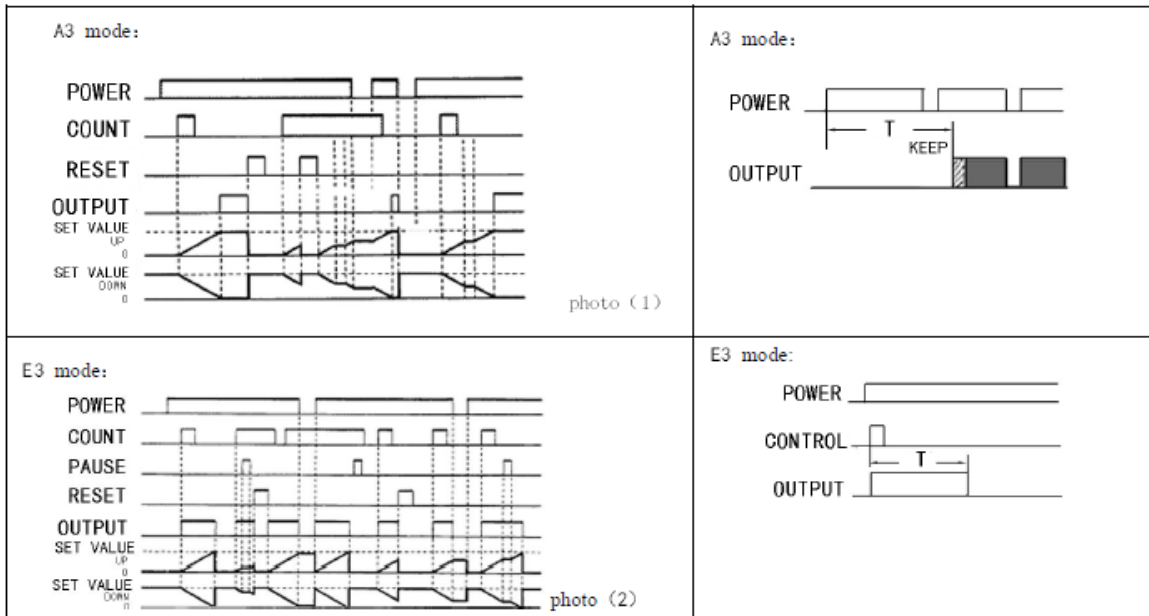 A3 mode:
POWER
COUNT
RESET
OUTPUT
SET VALUE
UP
0
SET VALUE
DOWN
0
photo (1)
A3 mode:
POWER
T
KEEP
OUTPUT
E3 mode:
POWER
COUNT
PAUSE
RESET
OUTPUT
SET VALUE
UP
0
SET VALUE
DOWN
0
photo (2)
E3 mode:
POWER
CONTROL
T
OUTPUT